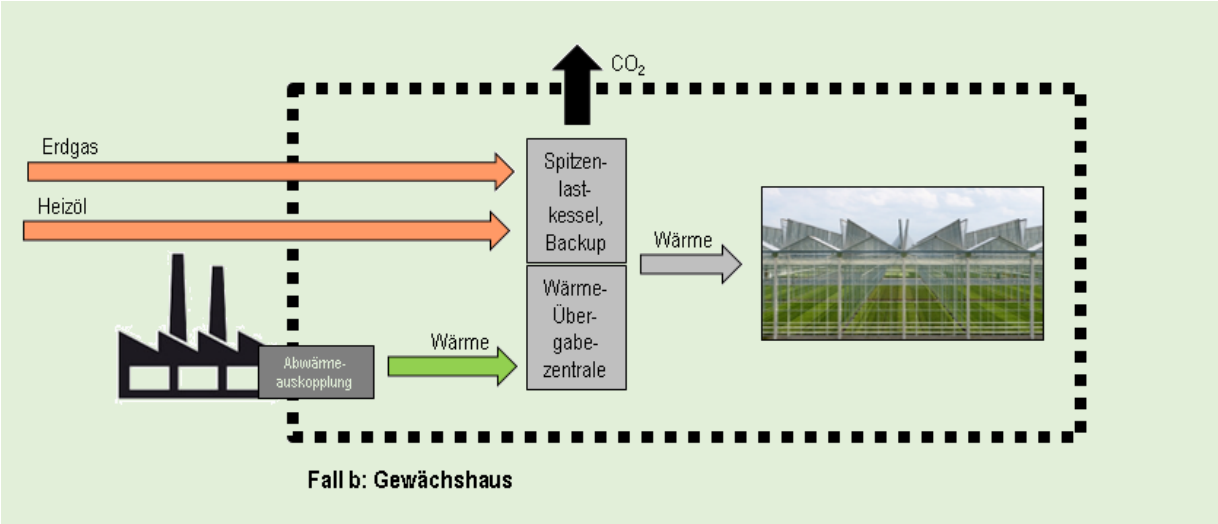 CO₂
Erdgas
Heizöl
Spitzen-
last-
kessel,
Backup
Wärme
Wärme-
Über-
gabe-
zentrale
Wärme
Abwärme-
auskopplung
Fall b: Gewächshaus